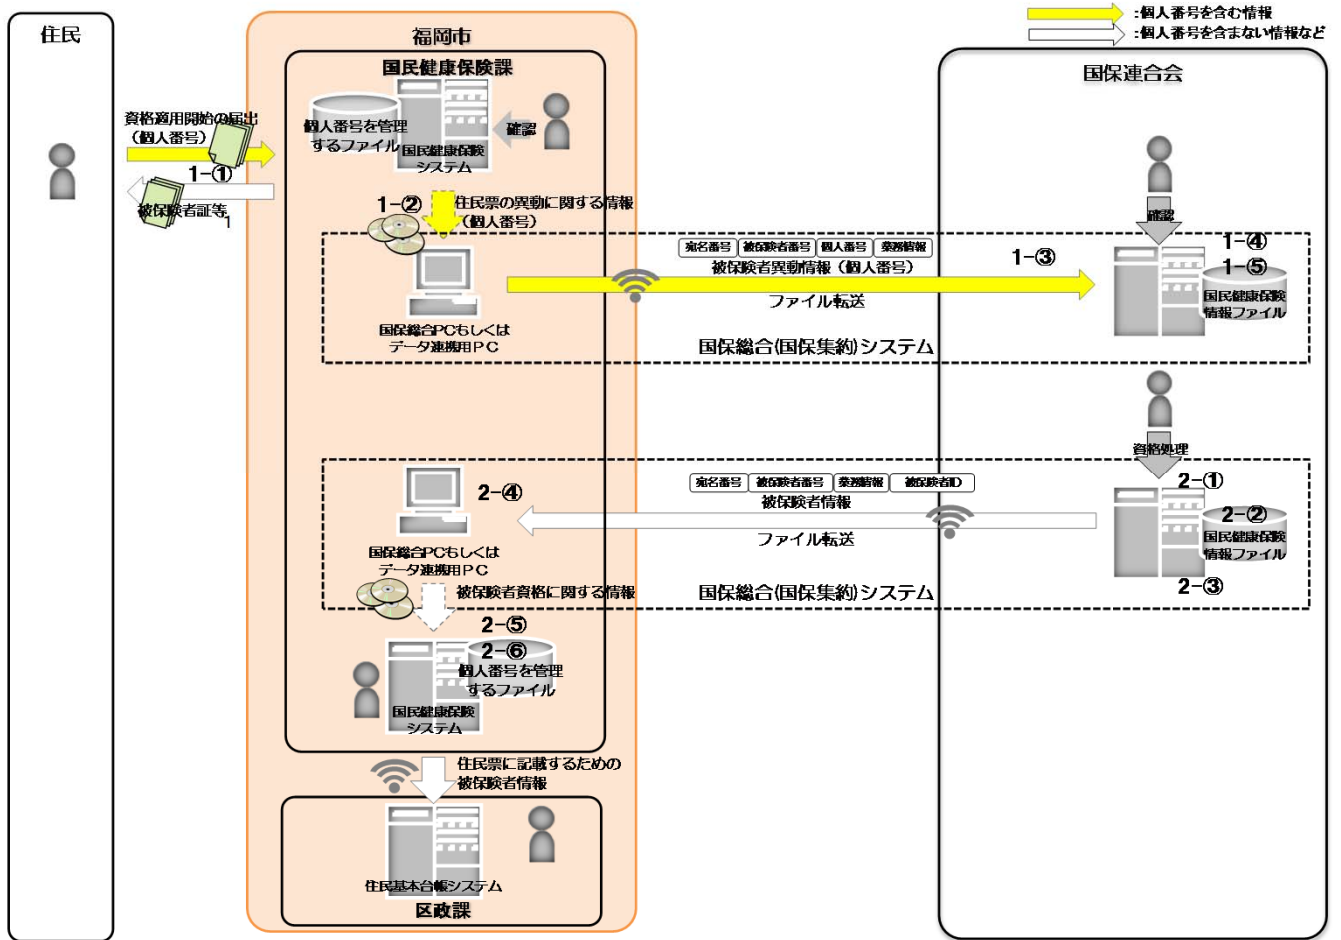 :個人番号を含む情報
:個人番号を含まない情報など
住民
福岡市
国民健康保険課
国保連合会
資格適用開始の届出
（個人番号）
1-①
被保険者証等
1
個人番号を管理
するファイル
国民健康保険
システム
確認
1-②
住民票の異動に関する情報
（個人番号）
国保総合PCもしくは
データ連携用PC
宛名番号
被保険者番号
個人番号
業務情報
被保険者異動情報（個人番号）
1-③
ファイル転送
国保総合(国保集約)システム
確認
1-④
1-⑤
国民健康保険
情報ファイル
資格処理
2-①
2-②
国民健康保険
情報ファイル
2-③
宛名番号
被保険者番号
業務情報
被保険者ID
被保険者情報
ファイル転送
国保総合(国保集約)システム
2-④
国保総合PCもしくは
データ連携用PC
被保険者資格に関する情報
2-⑤
2-⑥
個人番号を管理
するファイル
国民健康保険
システム
住民票に記載するための
被保険者情報
住民基本台帳システム
区政課